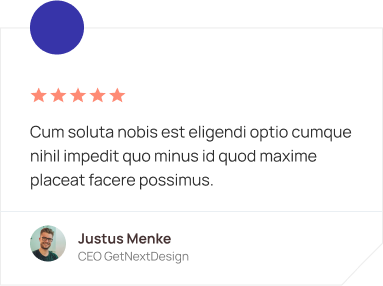 Cum soluta nobis est eligendi optio cumque
nihil impedit quo minus id quod maxime
placeat facere possimus.
Justus Menke
CEO GetNextDesign